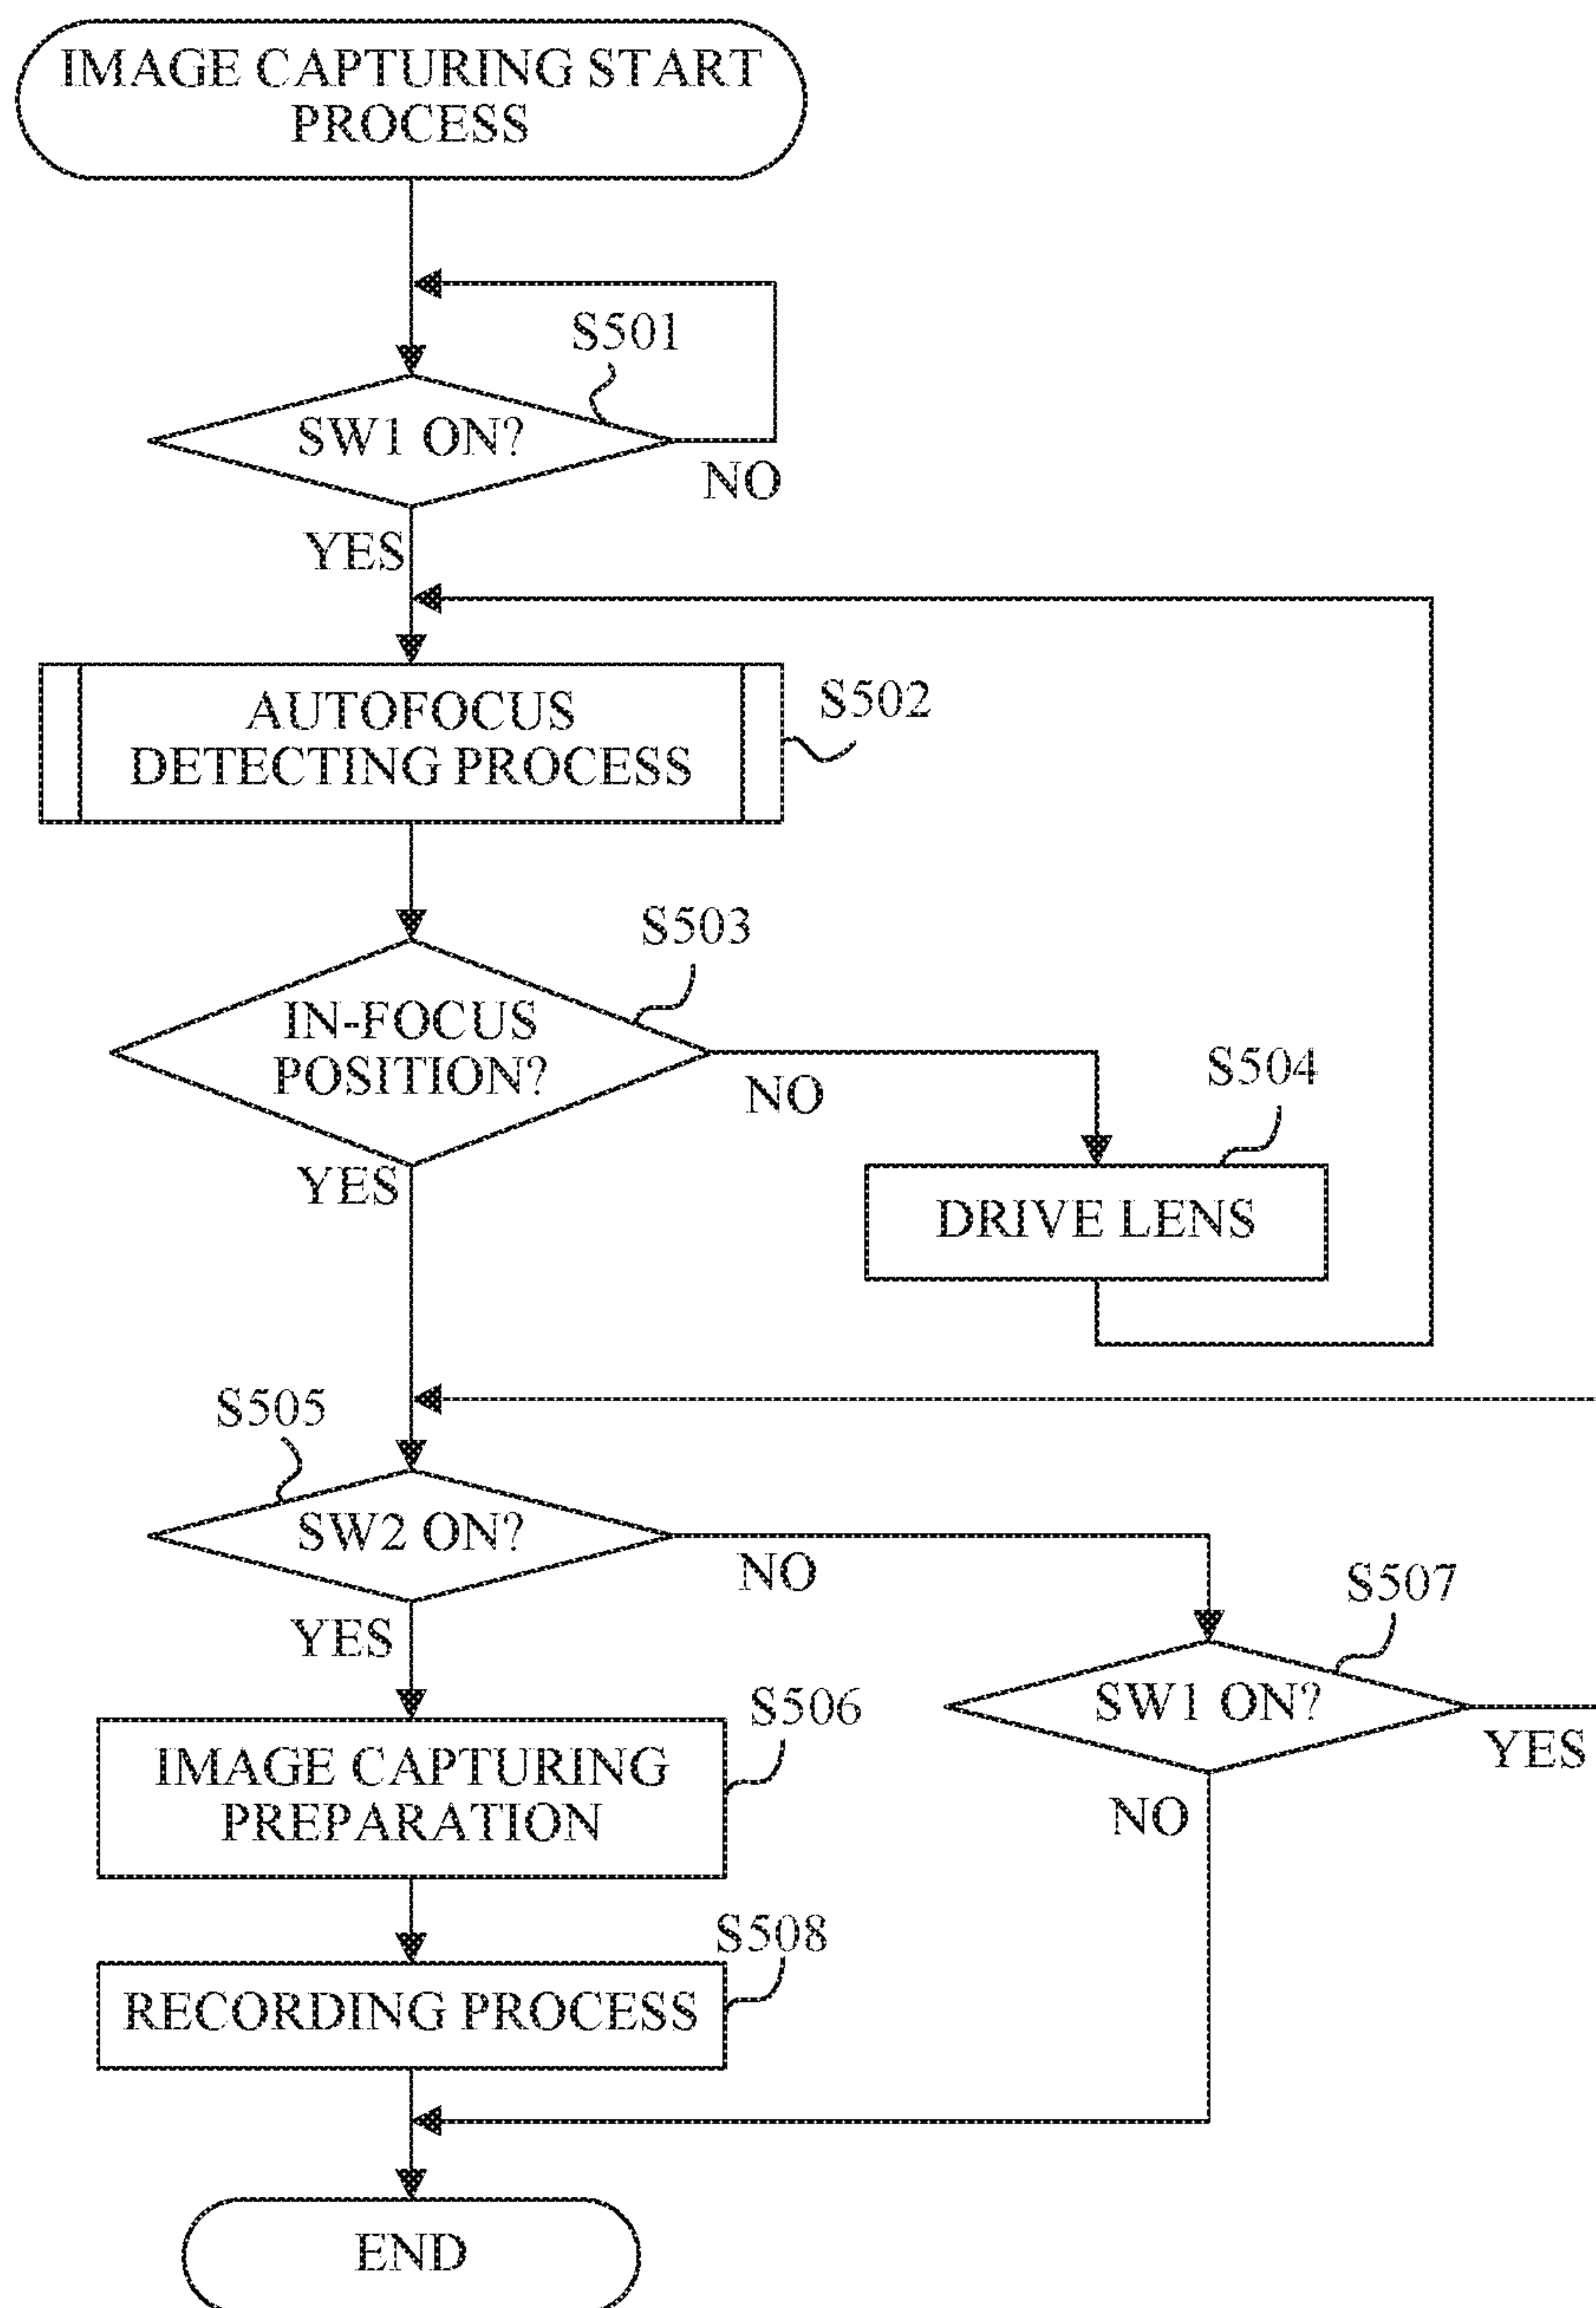 IMAGE CAPTURING START
PROCESS
S501
SW1 ON?
NO
YES
AUTOFOCUS
DETECTING PROCESS
S502
S503
IN-FOCUS
POSITION?
NO
S504
YES
DRIVE LENS
S505
SW2 ON?
NO
S507
YES
SW1 ON?
YES
S506
IMAGE CAPTURING
PREPARATION
NO
S508
RECORDING PROCESS
END